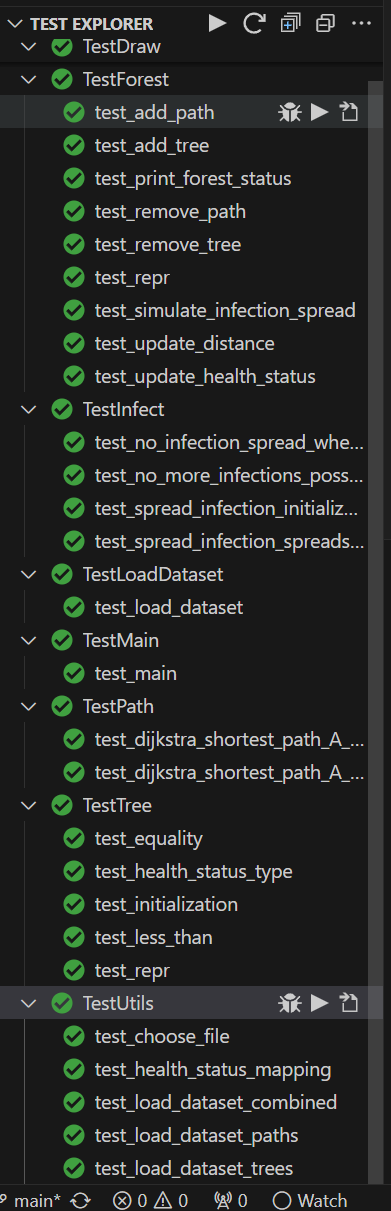 TEST EXPLORER
TestDraw
TestForest
test_add_path
test_add_tree
test_print_forest_status
test_remove_path
test_remove_tree
test_repr
test_simulate_infection_spread
test_update_distance
test_update_health_status
TestInfect
test_no_infection_spread_whe...
test_no_more_infections_poss...
test_spread_infection_initializ...
test_spread_infection_spreads...
TestLoadDataset
test_load_dataset
TestMain
test_main
TestPath
test_dijkstra_shortest_path_A_...
test_dijkstra_shortest_path_A_...
TestTree
test_equality
test_health_status_type
test_initialization
test_less_than
test_repr
TestUtils
test_choose_file
test_health_status_mapping
test_load_dataset_combined
test_load_dataset_paths
test_load_dataset_trees
main* 0 0 0 Watch